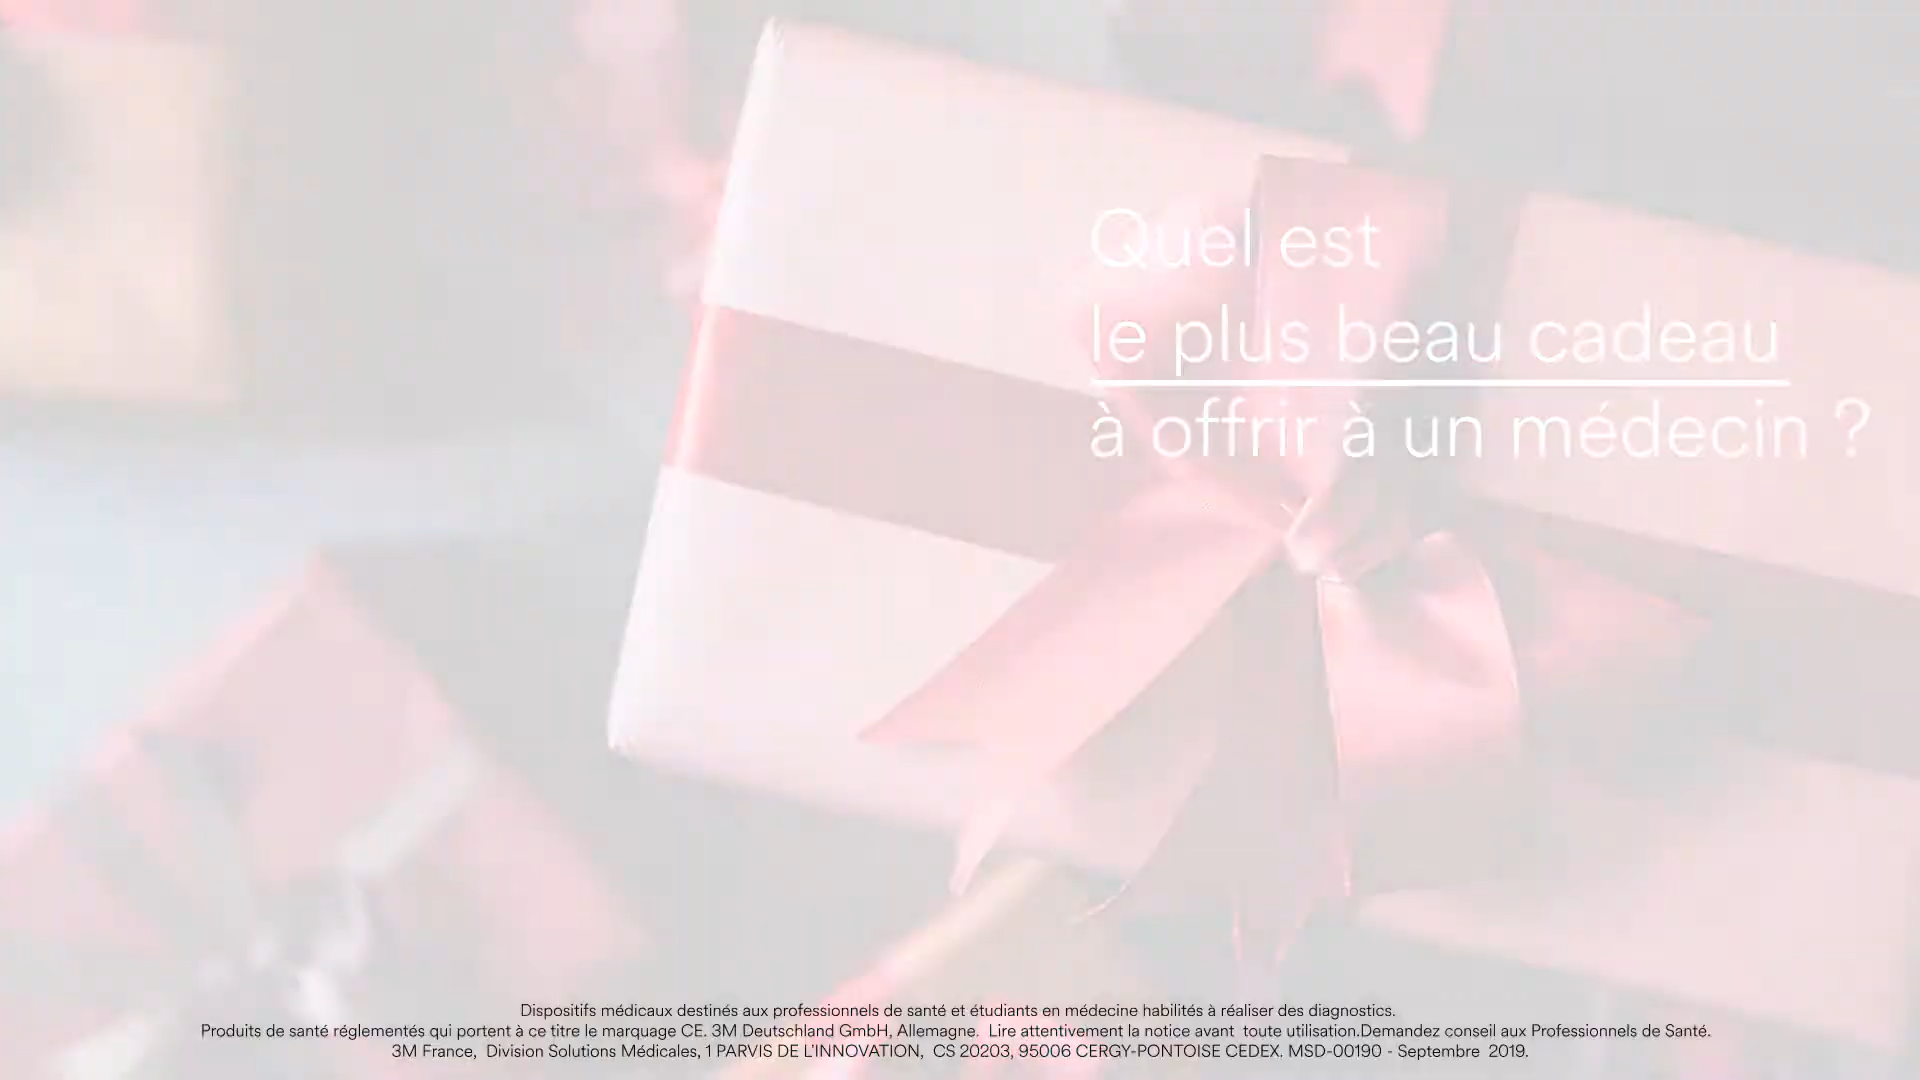 Quel est
le plus beau cadeau
à offrir à un médecin ?
Dispositifs médicaux destinés aux professionnels de santé et étudiants en médecine habilités à réaliser des diagnostics.
Produits de santé réglementés qui portent à ce titre le marquage CE. 3M Deutschland GmbH, Allemagne. Lire attentivement la notice avant toute utilisation.Demandez conseil aux Professionnels de Santé.
3M France, Division Solutions Médicales, 1 PARVIS DE L'INNOVATION, CS 20203, 95006 CERGY-PONTOISE CEDEX. MSD-00190 - Septembre 2019.